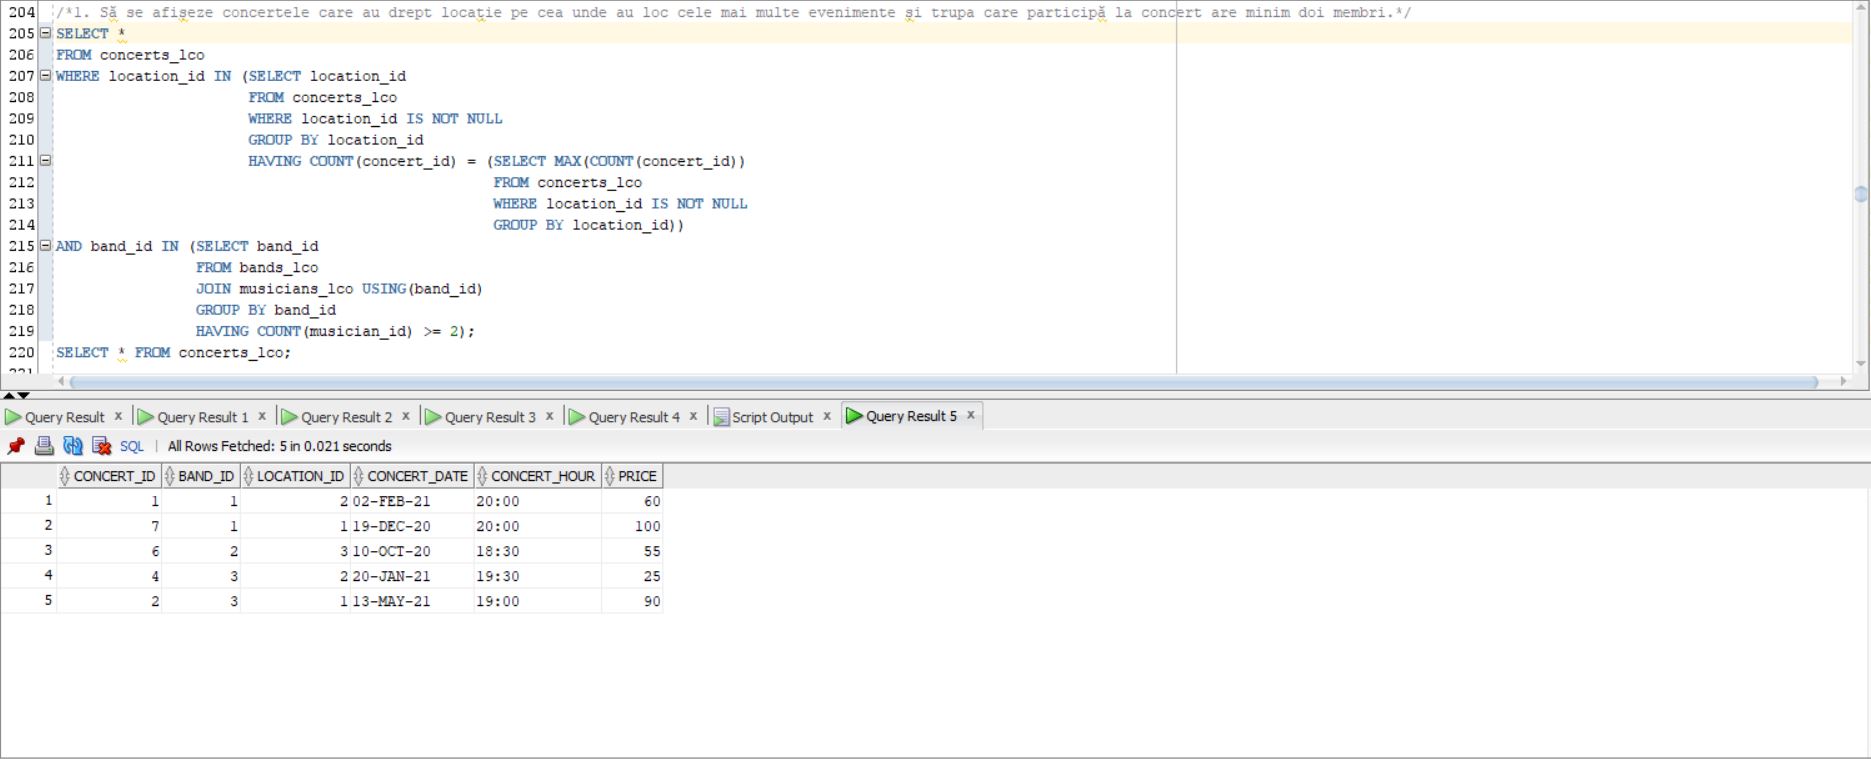 204 /*1. Să se afișeze concertele care au drept locație pe cea unde au loc cele mai multe evenimente și trupa care participă la concert are minim doi membri.*/
205 SELECT *
206 FROM concerts_lco
207 WHERE location_id IN (SELECT location_id
208 FROM concerts_lco
209 WHERE location_id IS NOT NULL
210 GROUP BY location_id
211 HAVING COUNT(concert_id) = (SELECT MAX(COUNT(concert_id))
212 FROM concerts_lco
213 WHERE location_id IS NOT NULL
214 GROUP BY location_id))
215 AND band_id IN (SELECT band_id
216 FROM bands_lco
217 JOIN musicians_lco USING(band_id)
218 GROUP BY band_id
219 HAVING COUNT(musician_id) >= 2);
220 SELECT * FROM concerts_lco;
221
Query Result x Query Result 1 x Query Result 2 x Query Result 3 x Query Result 4 x Script Output x Query Result 5 x
SQL | All Rows Fetched: 5 in 0.021 seconds
CONCERT_ID BAND_ID LOCATION_ID CONCERT_DATE CONCERT_HOUR PRICE
1 1 1 2 02-FEB-21 20:00 60
2 7 1 1 19-DEC-20 20:00 100
3 6 2 3 10-OCT-20 18:30 55
4 4 3 2 20-JAN-21 19:30 25
5 2 3 1 13-MAY-21 19:00 90